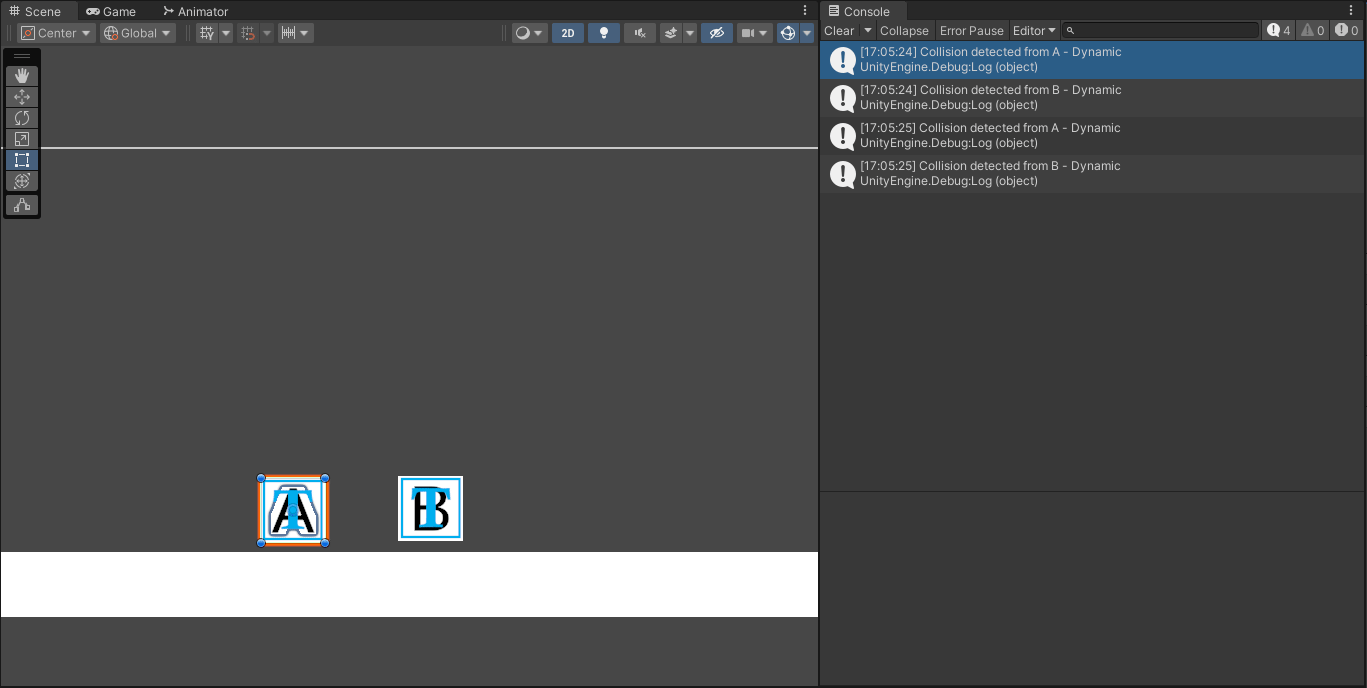 Scene Game Animator
Center Global 2D
A B
T T
Console
Clear Collapse Error Pause Editor 4 0 0
[17:05:24] Collision detected from A - Dynamic
UnityEngine.Debug:Log (object)
[17:05:24] Collision detected from B - Dynamic
UnityEngine.Debug:Log (object)
[17:05:25] Collision detected from A - Dynamic
UnityEngine.Debug:Log (object)
[17:05:25] Collision detected from B - Dynamic
UnityEngine.Debug:Log (object)